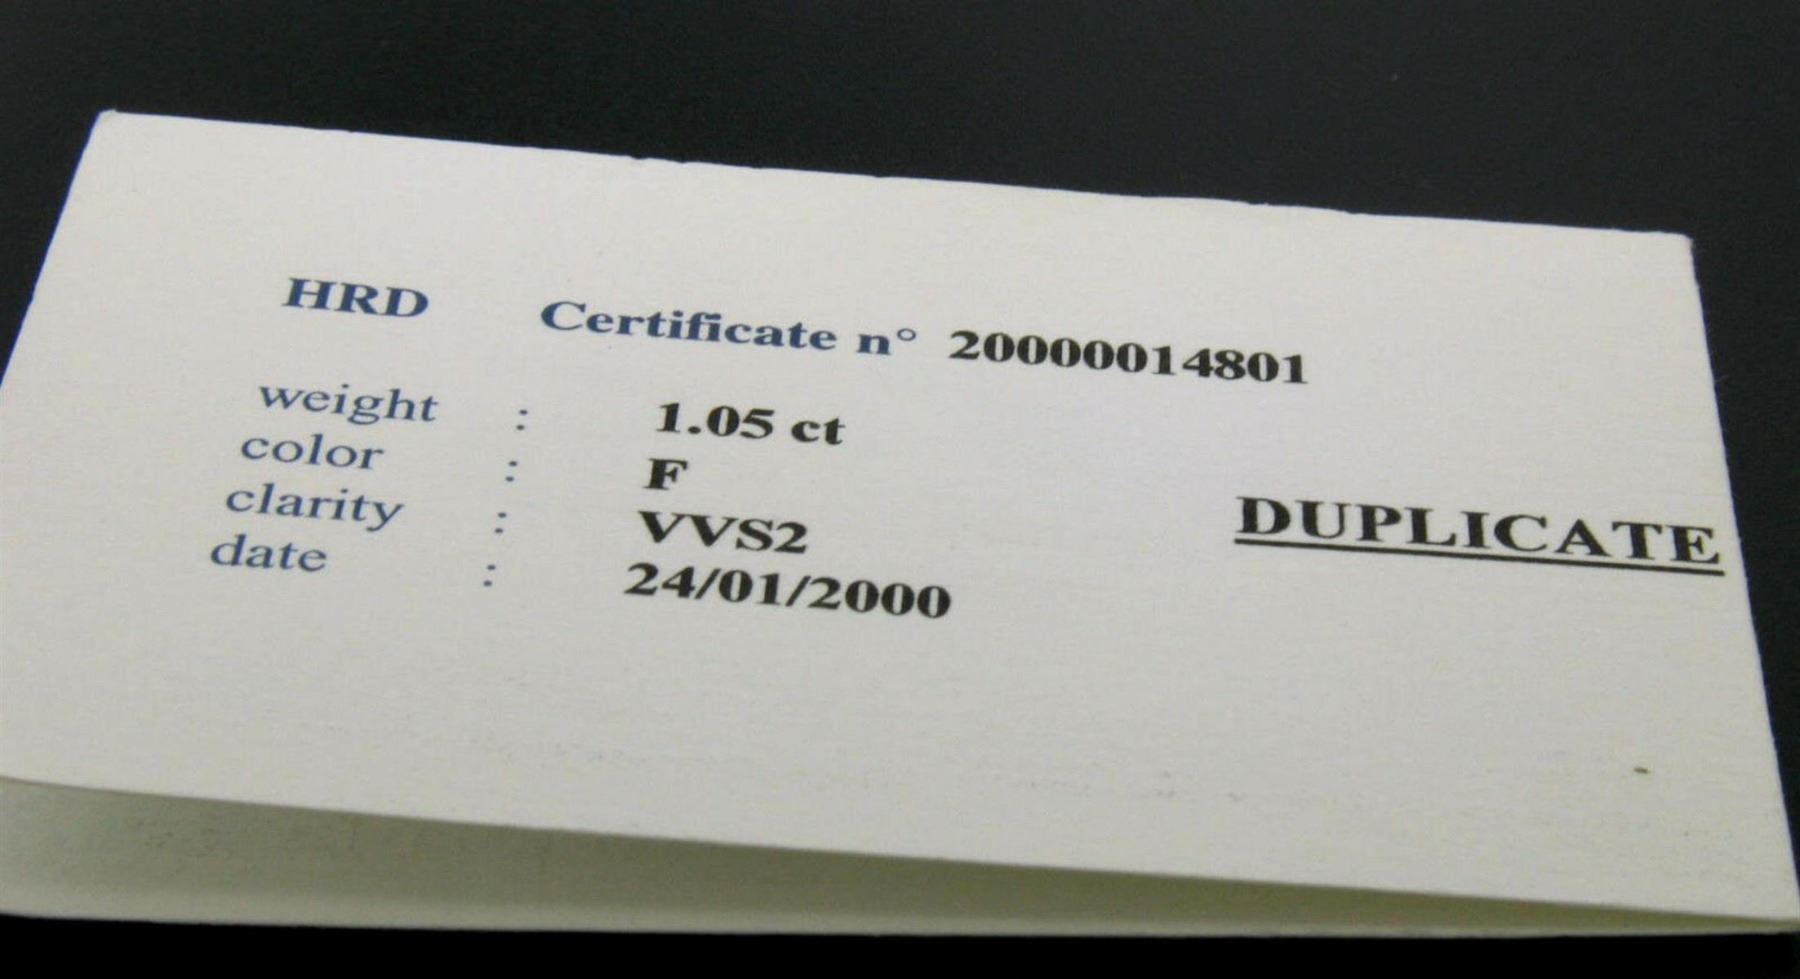 HRD Certificate n° 20000014801
weight : 1.05 ct
color : F
clarity : VVS2
DUPLICATE
date : 24/01/2000